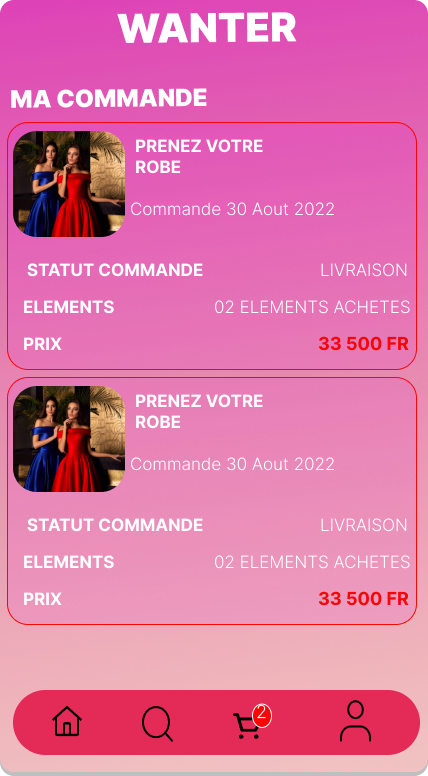 WANTER
MA COMMANDE
PRENEZ VOTRE
ROBE
Commande 30 Aout 2022
STATUT COMMANDE LIVRAISON
ELEMENTS 02 ELEMENTS ACHETES
PRIX 33 500 FR
PRENEZ VOTRE
ROBE
Commande 30 Aout 2022
STATUT COMMANDE LIVRAISON
ELEMENTS 02 ELEMENTS ACHETES
PRIX 33 500 FR
2